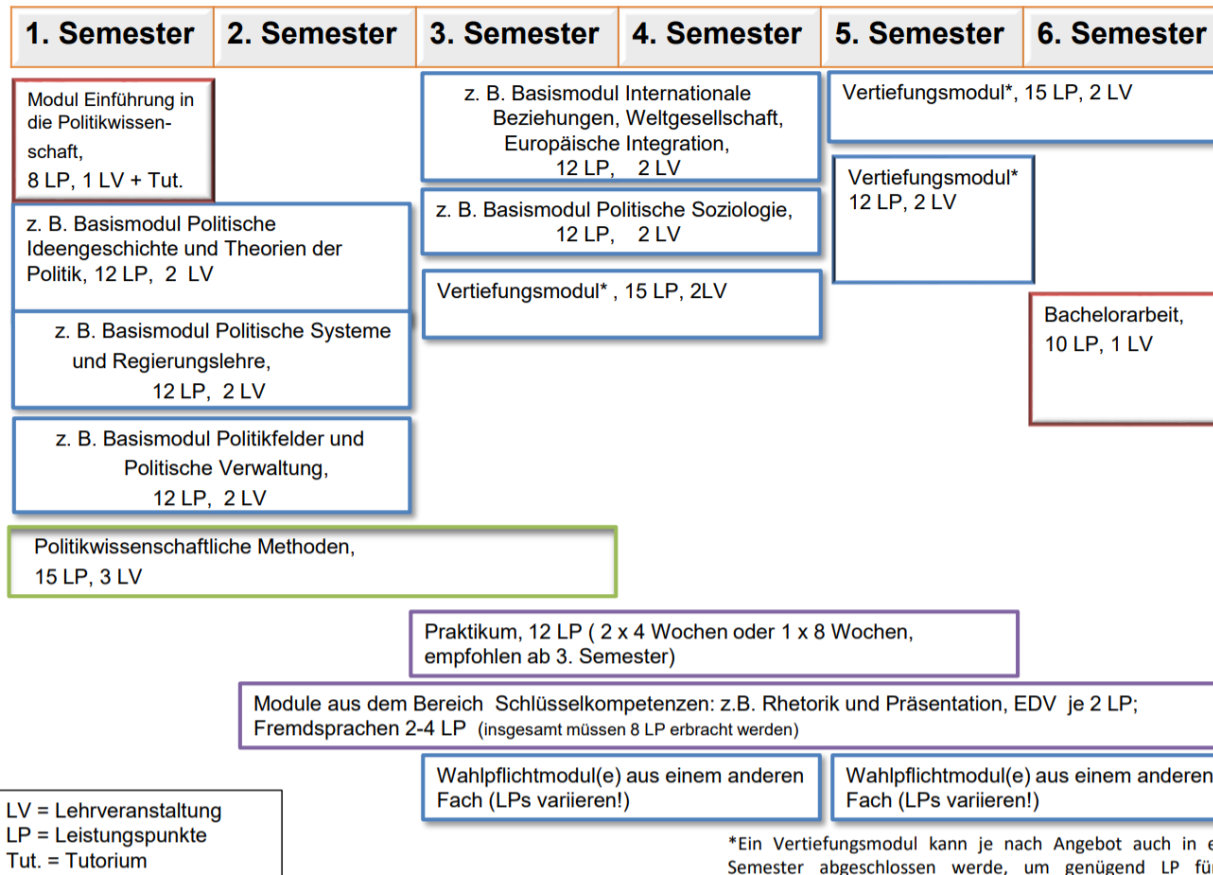 1. Semester 2. Semester 3. Semester 4. Semester 5. Semester 6. Semester
Modul Einführung in
die Politikwissen-
schaft,
8 LP, 1 LV + Tut.
z. B. Basismodul Politische
Ideengeschichte und Theorien der
Politik, 12 LP, 2 LV
z. B. Basismodul Politische Systeme
und Regierungslehre,
12 LP, 2 LV
z. B. Basismodul Politikfelder und
Politische Verwaltung,
12 LP, 2 LV
z. B. Basismodul Internationale
Beziehungen, Weltgesellschaft,
Europäische Integration,
12 LP, 2 LV
z. B. Basismodul Politische Soziologie,
12 LP, 2 LV
Vertiefungsmodul* , 15 LP, 2LV
Vertiefungsmodul*, 15 LP, 2 LV
Vertiefungsmodul*
12 LP, 2 LV
Bachelorarbeit,
10 LP, 1 LV
Politikwissenschaftliche Methoden,
15 LP, 3 LV
Praktikum, 12 LP ( 2 x 4 Wochen oder 1 x 8 Wochen,
empfohlen ab 3. Semester)
Module aus dem Bereich Schlüsselkompetenzen: z.B. Rhetorik und Präsentation, EDV je 2 LP;
Fremdsprachen 2-4 LP (insgesamt müssen 8 LP erbracht werden)
Wahlpflichtmodul(e) aus einem anderen
Fach (LPs variieren!)
Wahlpflichtmodul(e) aus einem anderen
Fach (LPs variieren!)
LV = Lehrveranstaltung
LP = Leistungspunkte
Tut. = Tutorium
*Ein Vertiefungsmodul kann je nach Angebot auch in
Semester abgeschlossen werde, um genügend LP für